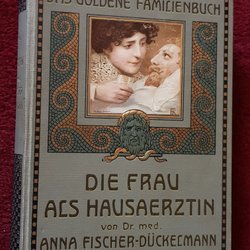 DAS GOLDENE FAMILIENBUCH
DIE FRAU
ALS HAUSAERZTIN
von Dr. med.
ANNA FISCHER-DÜCKELMANN